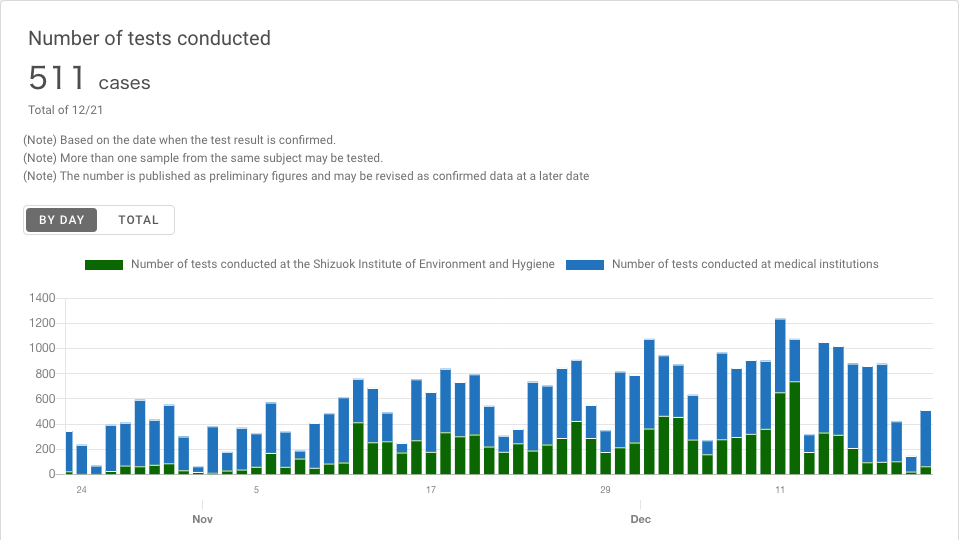 Number of tests conducted
511 cases
Total of 12/21
(Note) Based on the date when the test result is confirmed.
(Note) More than one sample from the same subject may be tested.
(Note) The number is published as preliminary figures and may be revised as confirmed data at a later date
BY DAY TOTAL
Number of tests conducted at the Shizuok Institute of Environment and Hygiene Number of tests conducted at medical institutions
1400
1200
1000
800
600
400
200
0
24 5 17 29 11
Nov Dec